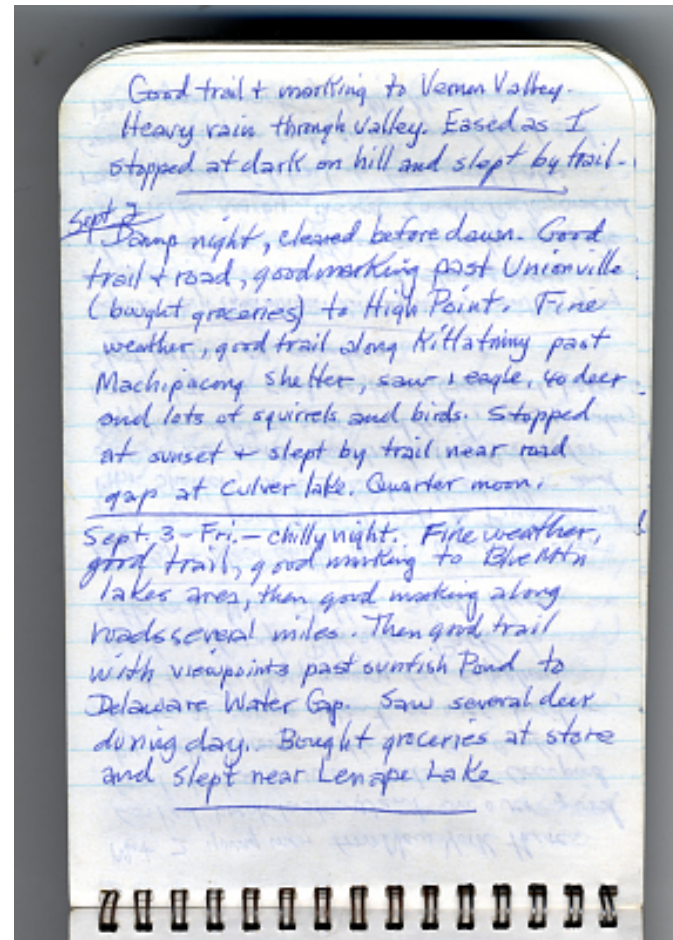 Good trail + marking to Vernon Valley.
Heavy rain through valley. Eased as I
stopped at dark on hill and slept by trail.
Sept 2
Damp night, cleared before dawn. Good
trail + road, good marking past Unionville
(bought groceries) to High Point. Fine
weather, good trail along Kittatinny past
Machipacong Shelter, saw 1 eagle, 40 deer
and lots of squirrels and birds. Stopped
at sunset + slept by trail near road
gap at Culver lake. Quarter moon.
Sept. 3 - Fri. - chilly night. Fine weather,
good trail, good marking to Blue Mtn
lakes area, then good marking along
roads several miles. Then good trail
with viewpoints past sunfish Pond to
Delaware Water Gap. Saw several deer
during day. Bought groceries at store
and slept near Lenape Lake